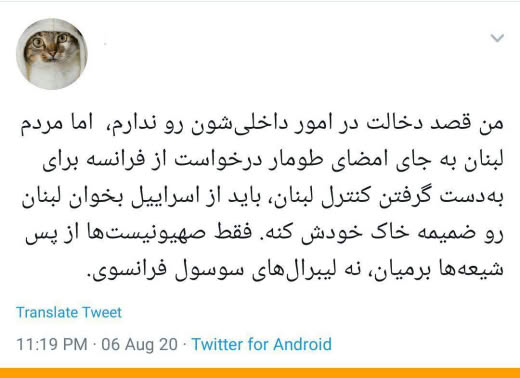 من قصد دخالت در امور داخلی‌شون رو ندارم،  اما مردم
لبنان به جای امضای طومار درخواست از فرانسه برای
به‌دست گرفتن کنترل لبنان، باید از اسراییل بخوان لبنان
رو ضمیمه خاک خودش کنه. فقط صهیونیست‌ها از پس
شیعه‌ها برمیان، نه لیبرال‌های سوسول فرانسوی.
Translate Tweet
11:19 PM · 06 Aug 20 · Twitter for Android